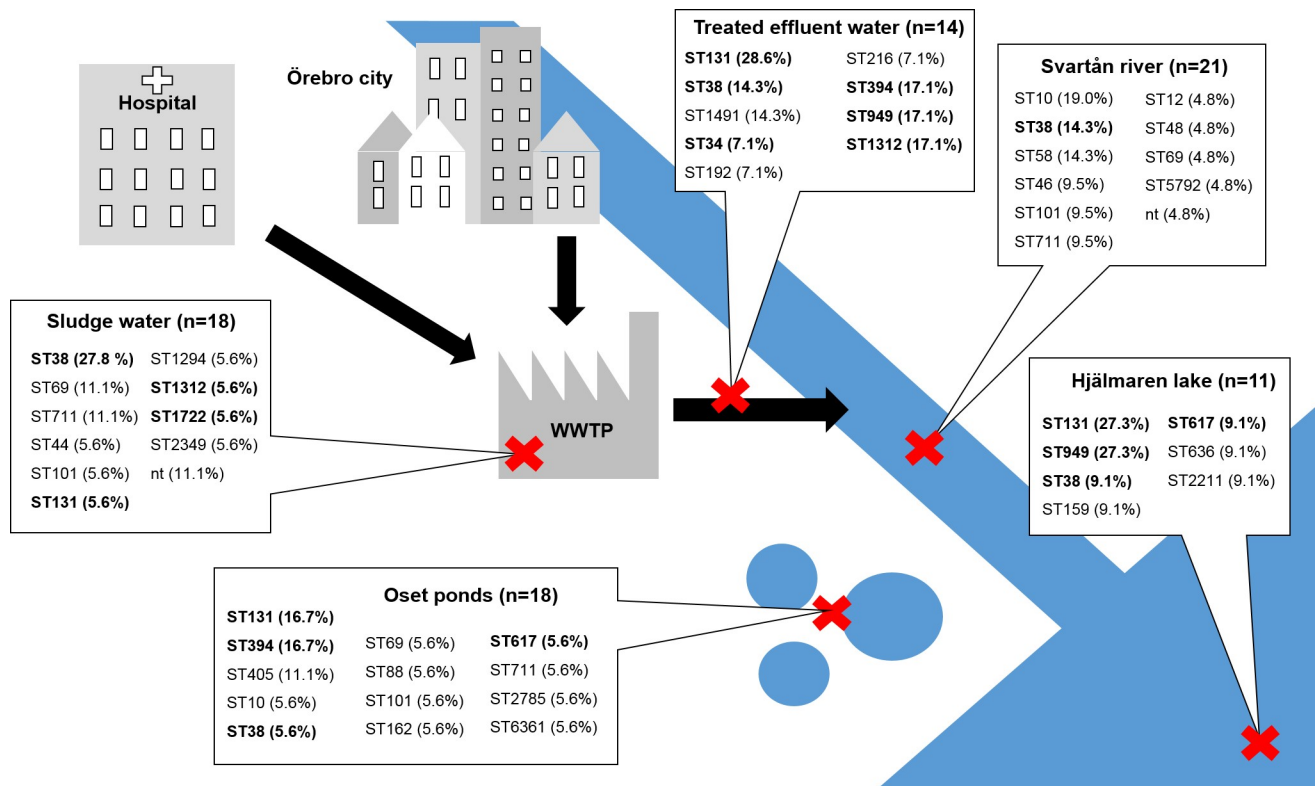 Hospital
Örebro city
Treated effluent water (n=14)
ST131 (28.6%)
ST38 (14.3%)
ST1491 (14.3%)
ST34 (7.1%)
ST192 (7.1%)
ST216 (7.1%)
ST394 (17.1%)
ST949 (17.1%)
ST1312 (17.1%)
Svartån river (n=21)
ST10 (19.0%)
ST38 (14.3%)
ST58 (14.3%)
ST46 (9.5%)
ST101 (9.5%)
ST711 (9.5%)
ST12 (4.8%)
ST48 (4.8%)
ST69 (4.8%)
ST5792 (4.8%)
nt (4.8%)
Sludge water (n=18)
ST38 (27.8 %)
ST69 (11.1%)
ST711 (11.1%)
ST44 (5.6%)
ST101 (5.6%)
ST131 (5.6%)
ST1294 (5.6%)
ST1312 (5.6%)
ST1722 (5.6%)
ST2349 (5.6%)
nt (11.1%)
WWTP
Hjälmaren lake (n=11)
ST131 (27.3%)
ST949 (27.3%)
ST38 (9.1%)
ST159 (9.1%)
ST617 (9.1%)
ST636 (9.1%)
ST2211 (9.1%)
Oset ponds (n=18)
ST131 (16.7%)
ST394 (16.7%)
ST405 (11.1%)
ST10 (5.6%)
ST38 (5.6%)
ST69 (5.6%)
ST88 (5.6%)
ST101 (5.6%)
ST162 (5.6%)
ST617 (5.6%)
ST711 (5.6%)
ST2785 (5.6%)
ST6361 (5.6%)